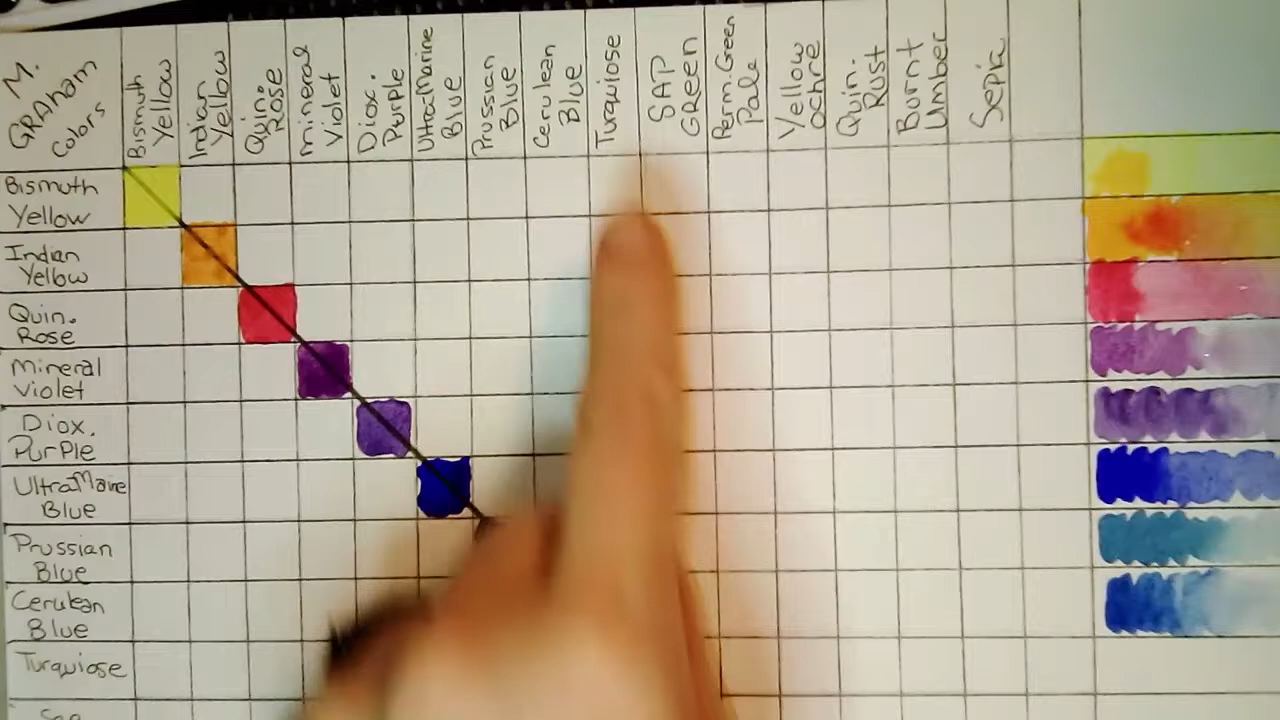 M.
GRAham
Colors
Bismuth
Yellow
Indian
Yellow
Quin.
Rose
mineral
Violet
Diox.
Purple
UltraMarine
Blue
Prussian
Blue
Cerulean
Blue
Turquiose
SAP
GReen
Perm.Green
Pale
Yellow
ochre
Quin.
Rust
Burnt
Umber
Sepia
Bismuth
Yellow
Indian
Yellow
Quin.
Rose
Mineral
Violet
Diox.
PurPle
Blue
Prussian
Blue
Cerulean
Blue
Turquiose